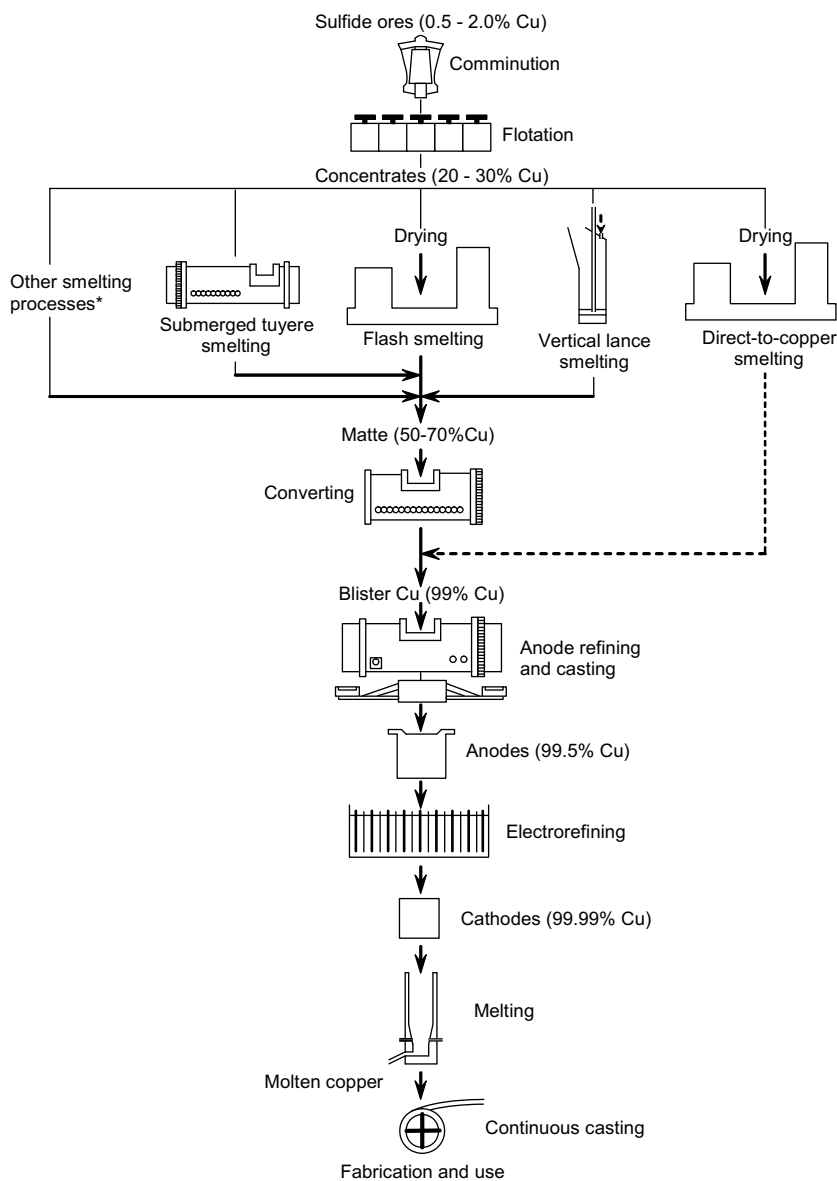 Sulfide ores (0.5 - 2.0% Cu)
Comminution
Flotation
Concentrates (20 - 30% Cu)
Drying
Drying
Other smelting
processes*
Submerged tuyere
smelting
Flash smelting
Vertical lance
smelting
Direct-to-copper
smelting
Matte (50-70%Cu)
Converting
Blister Cu (99% Cu)
Anode refining
and casting
Anodes (99.5% Cu)
Electrorefining
Cathodes (99.99% Cu)
Melting
Molten copper
Continuous casting
Fabrication and use